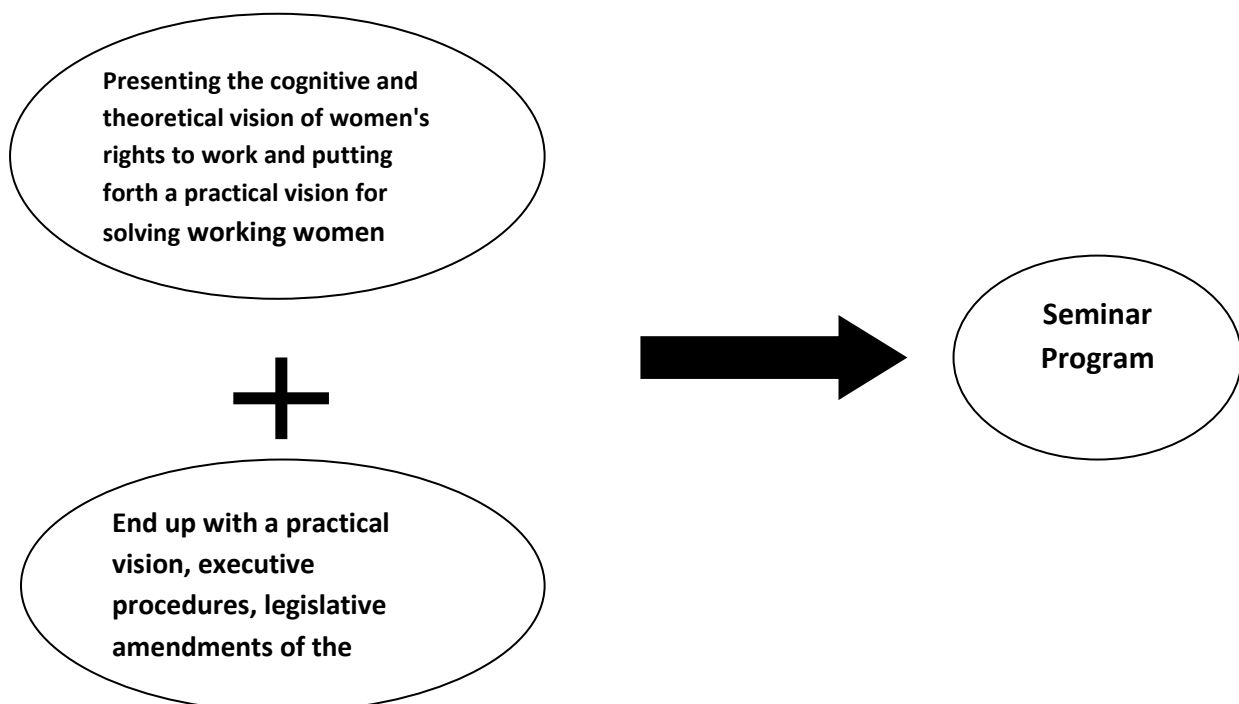 Presenting the cognitive and
theoretical vision of women's
rights to work and putting
forth a practical vision for
solving working women
Seminar
Program
End up with a practical
vision, executive
procedures, legislative
amendments of the